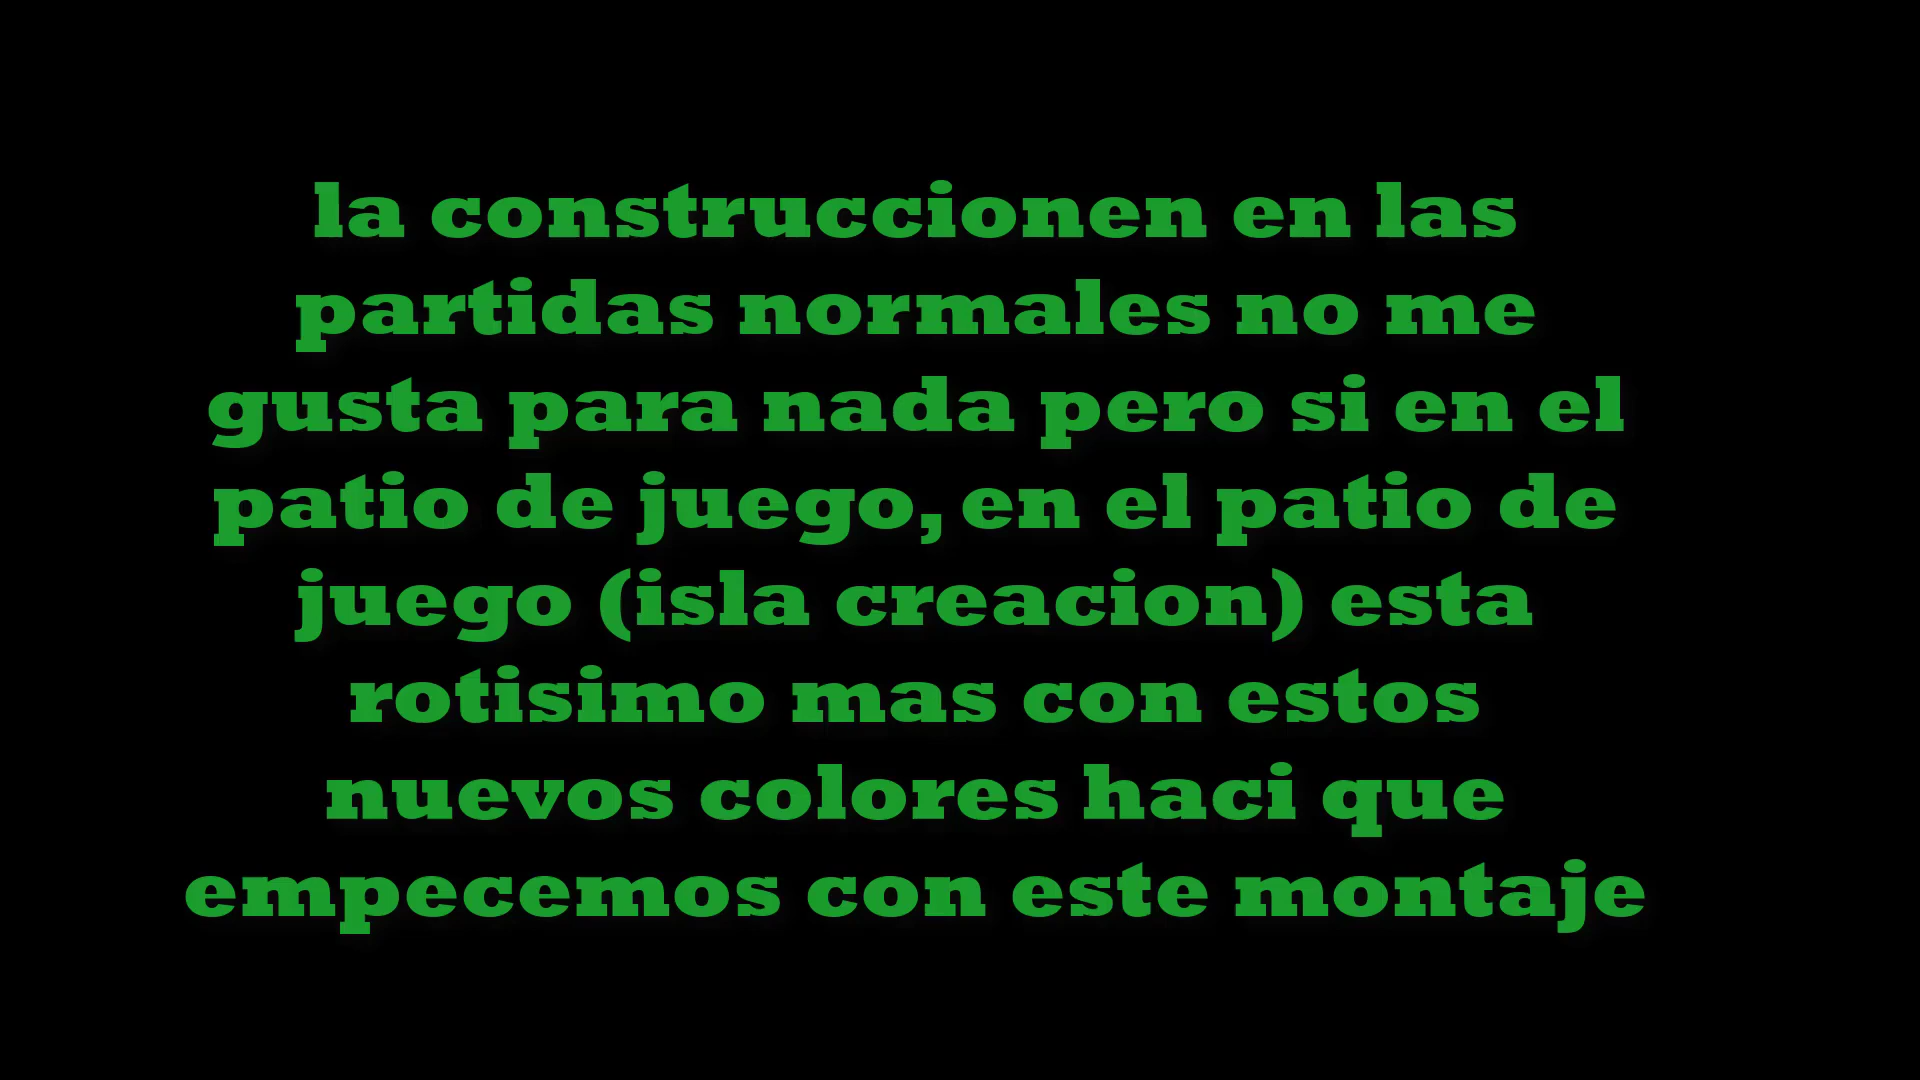 la construccionen en las
partidas normales no me
gusta para nada pero si en el
patio de juego, en el patio de
juego (isla creacion) esta
rotisimo mas con estos
nuevos colores haci que
empecemos con este montaje